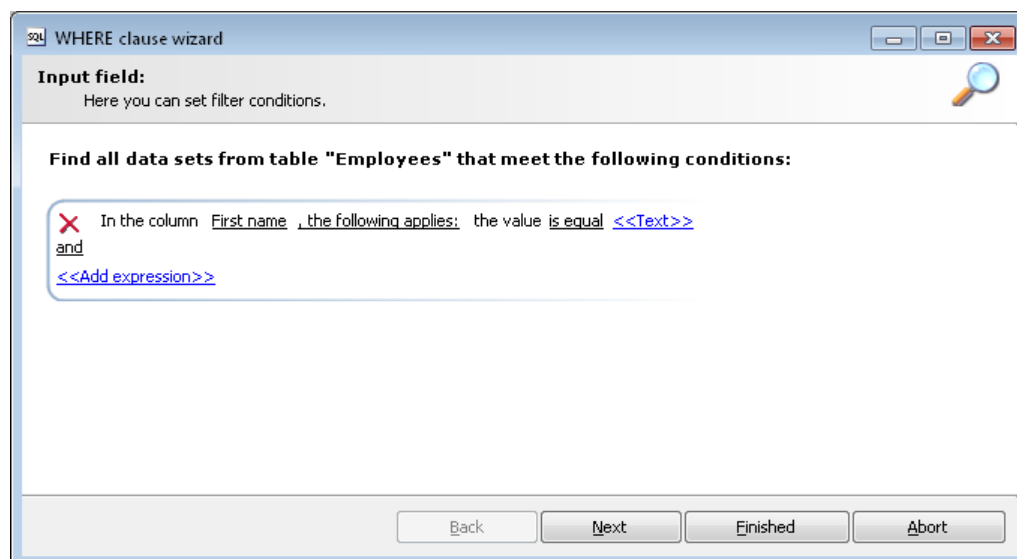 SQL WHERE clause wizard
Input field:
Here you can set filter conditions.
Find all data sets from table "Employees" that meet the following conditions:
In the column First name , the following applies: the value is equal <<Text>>
and
<<Add expression>>
Back Next Finished Abort